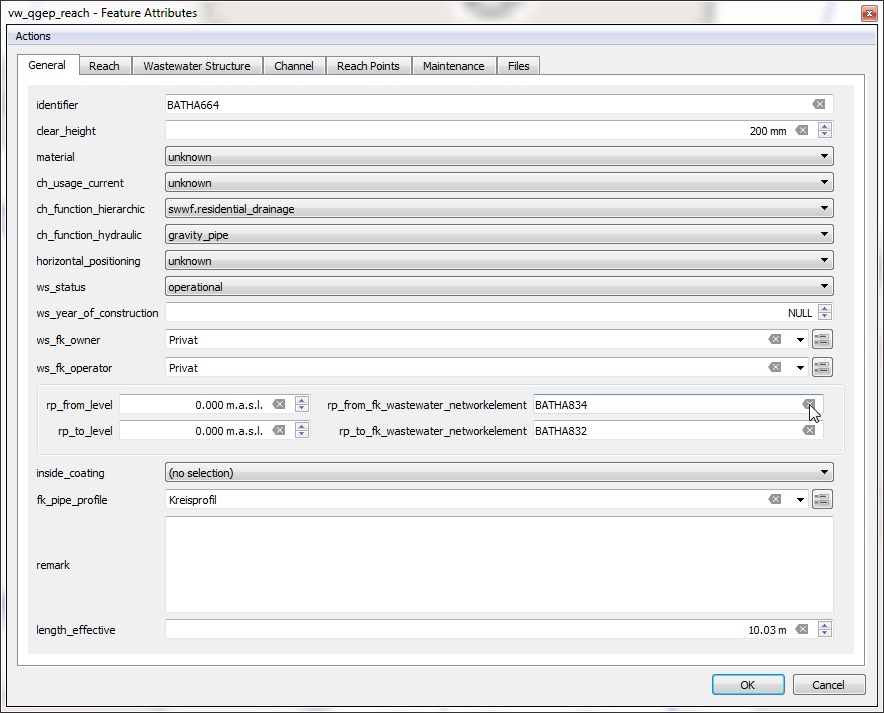 vw_qgep_reach - Feature Attributes
Actions
General Reach Wastewater Structure Channel Reach Points Maintenance Files
identifier BATHA664
clear_height 200 mm
material unknown
ch_usage_current unknown
ch_function_hierarchic swwf.residential_drainage
ch_function_hydraulic gravity_pipe
horizontal_positioning unknown
ws_status operational
ws_year_of_construction NULL
ws_fk_owner Privat
ws_fk_operator Privat
rp_from_level 0.000 m.a.s.l. rp_from_fk_wastewater_networkelement BATHA834
rp_to_level 0.000 m.a.s.l. rp_to_fk_wastewater_networkelement BATHA832
inside_coating (no selection)
fk_pipe_profile Kreisprofil
remark
length_effective 10.03 m
OK Cancel